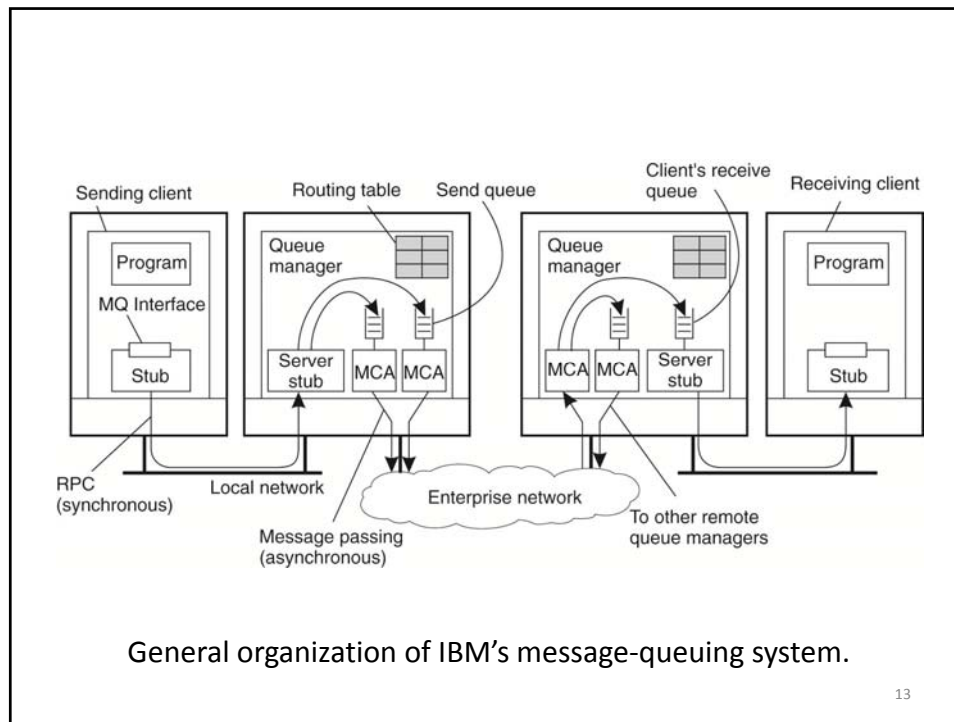 Sending client
Routing table
Send queue
Client's receive
queue
Receiving client
Program
MQ Interface
Stub
Queue
manager
Server
stub
MCA
MCA
Queue
manager
MCA
MCA
Server
stub
Program
Stub
RPC
(synchronous)
Local network
Message passing
(asynchronous)
Enterprise network
To other remote
queue managers
General organization of IBM’s message-queuing system.
13